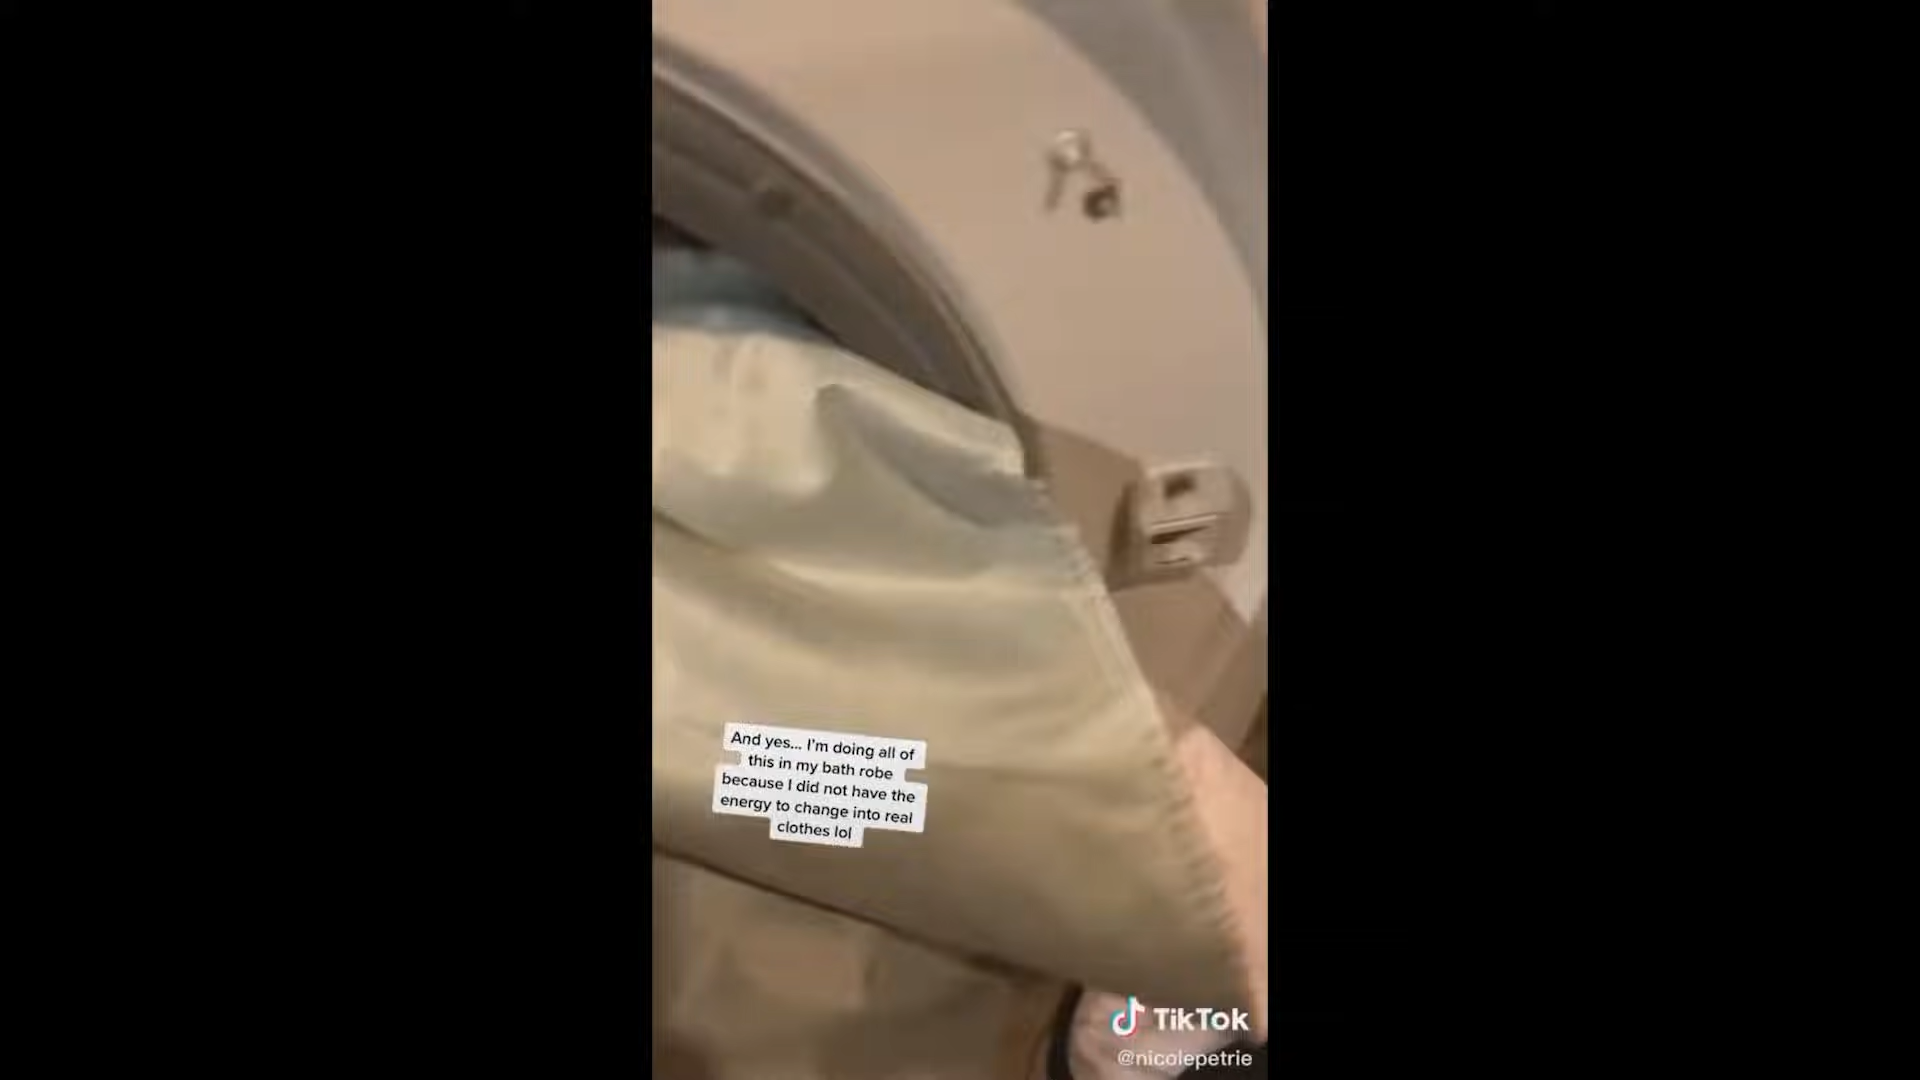 And yes... I'm doing all of
this in my bath robe
because I did not have the
energy to change into real
clothes lol
TikTok
@nicolepetrie